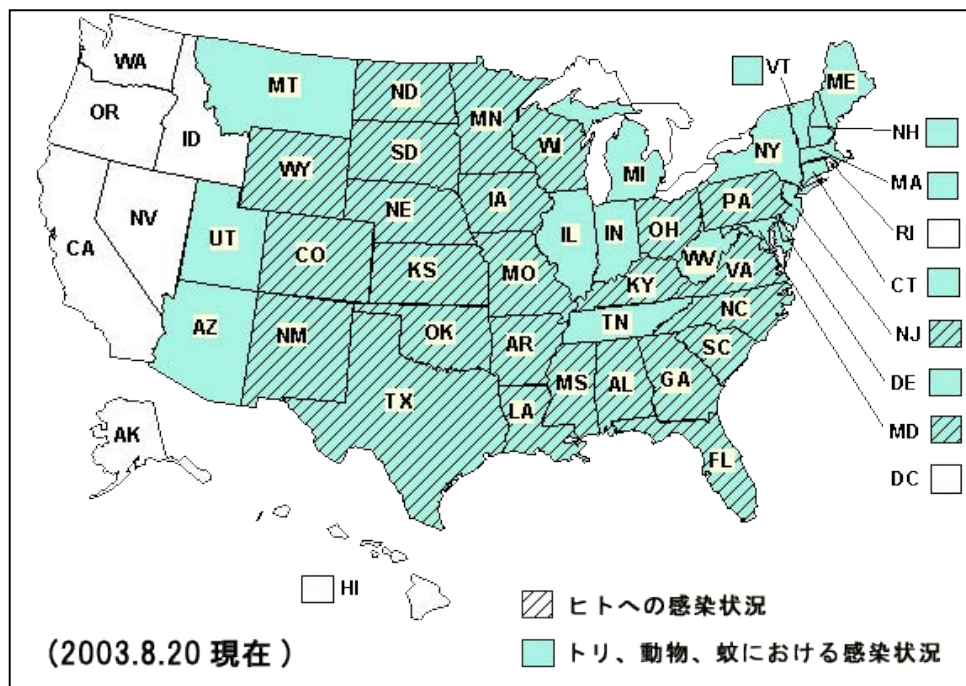 WA
MT
ND
MN
VT
ME
OR
ID
SD
WI
NY
NH
WY
MI
MA
IA
PA
NE
RI
NV
UT
IL
IN
OH
CA
CO
WV
VA
CT
KS
MO
KY
NC
AZ
NM
OK
TN
NJ
AR
SC
TX
MS
AL
GA
DE
LA
MD
AK
FL
DC
HI
ヒトへの感染状況
(2003.8.20 現在 )
トリ、動物、蚊における感染状況